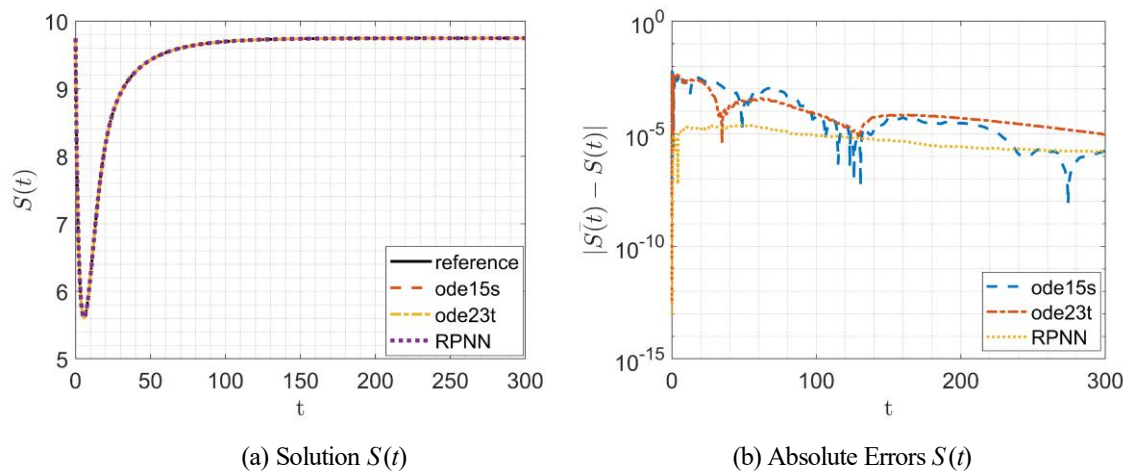 10
9
8
7
6
5
S(t)
0 50 100 150 200 250 300
t
reference
ode15s
ode23t
RPNN
(a) Solution S(t)
10^0
10^-5
10^-10
10^-15
|S̄(t) − S(t)|
0 100 200 300
t
ode15s
ode23t
RPNN
(b) Absolute Errors S(t)